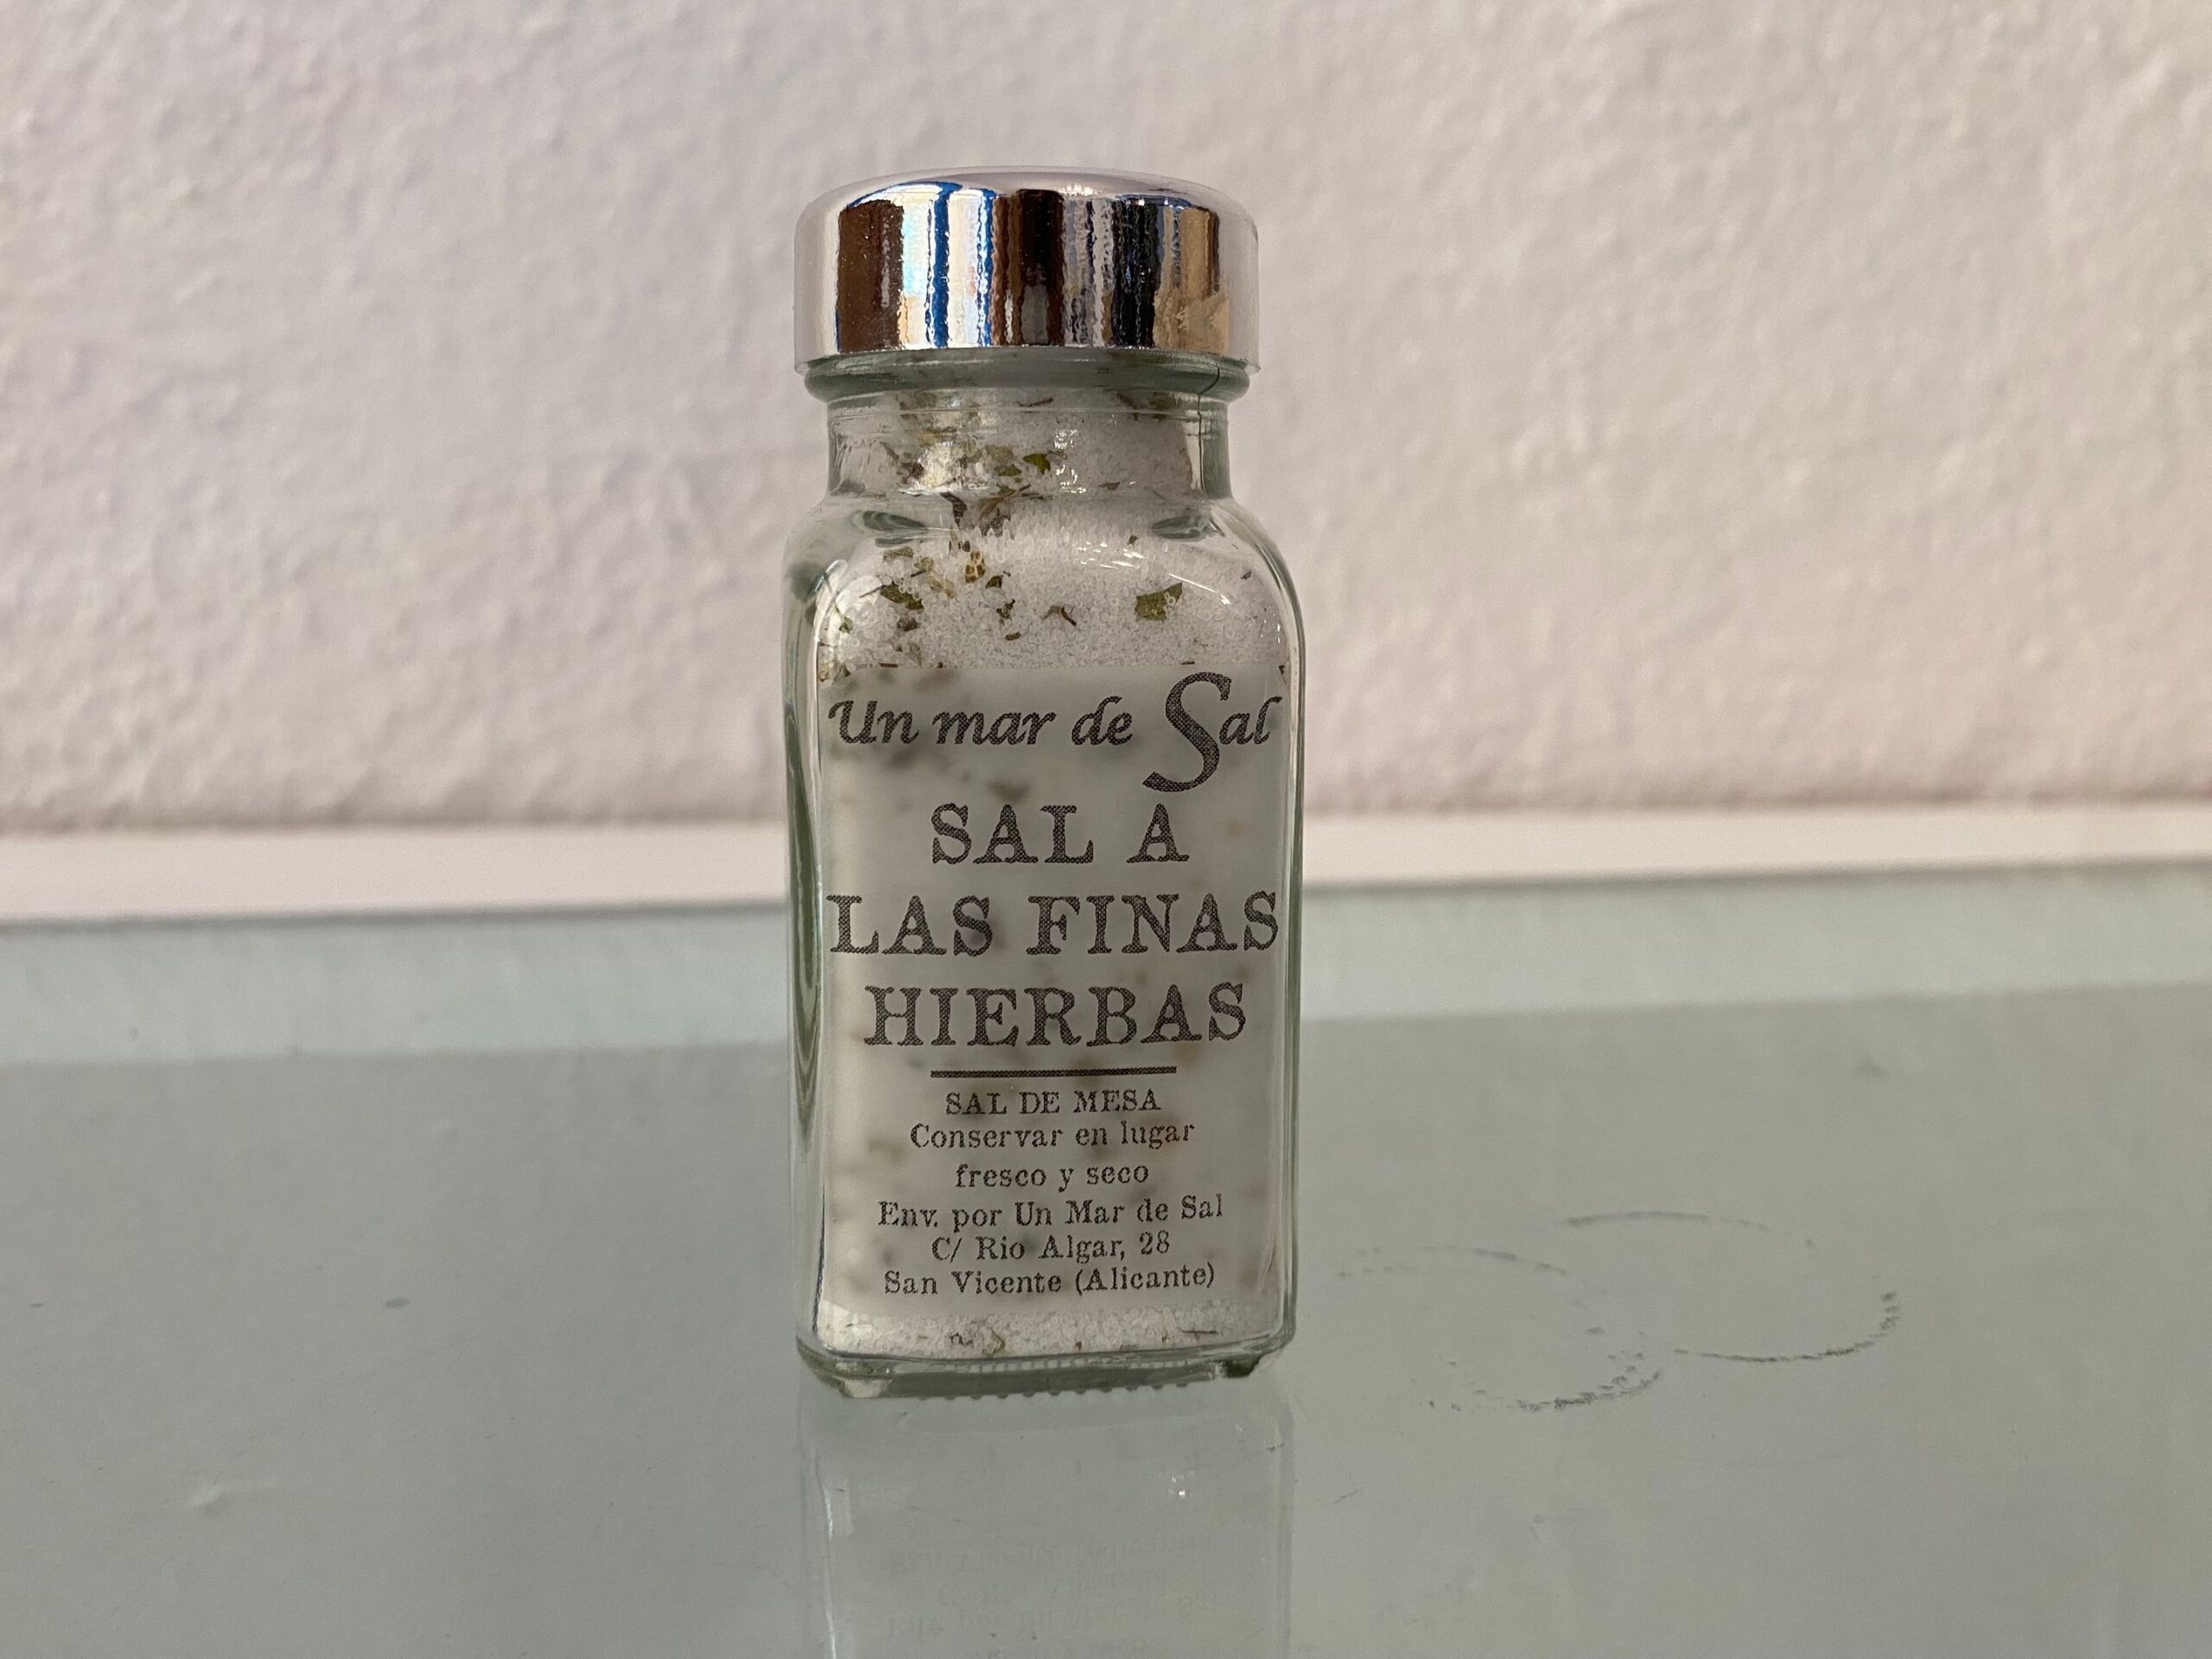 Un mar de Sal
SAL A
LAS FINAS
HIERBAS
SAL DE MESA
Conservar en lugar
fresco y seco
Env. por Un Mar de Sal
C/ Rio Algar, 28
San Vicente (Alicante)